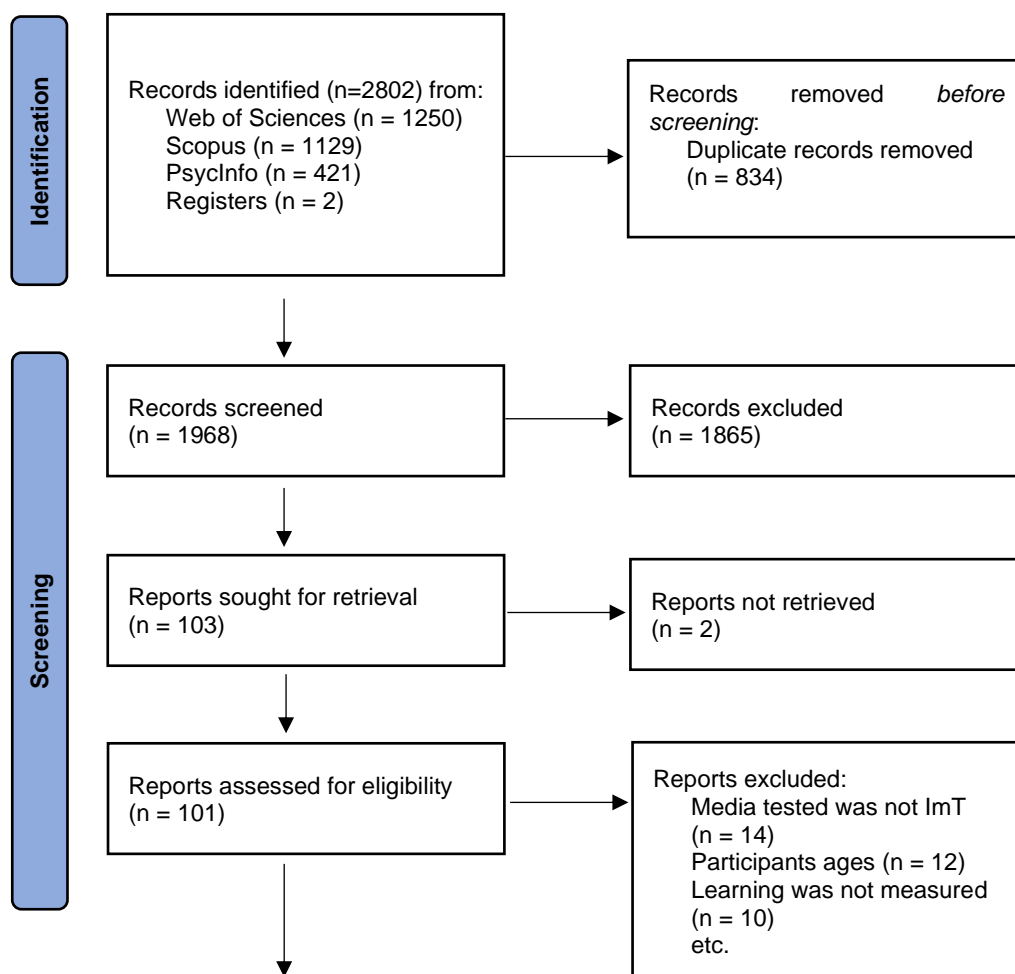 Identification
Records identified (n=2802) from:
Web of Sciences (n = 1250)
Scopus (n = 1129)
PsycInfo (n = 421)
Registers (n = 2)
Records removed before
screening:
Duplicate records removed
(n = 834)
Screening
Records screened
(n = 1968)
Records excluded
(n = 1865)
Reports sought for retrieval
(n = 103)
Reports not retrieved
(n = 2)
Reports assessed for eligibility
(n = 101)
Reports excluded:
Media tested was not ImT
(n = 14)
Participants ages (n = 12)
Learning was not measured
(n = 10)
etc.